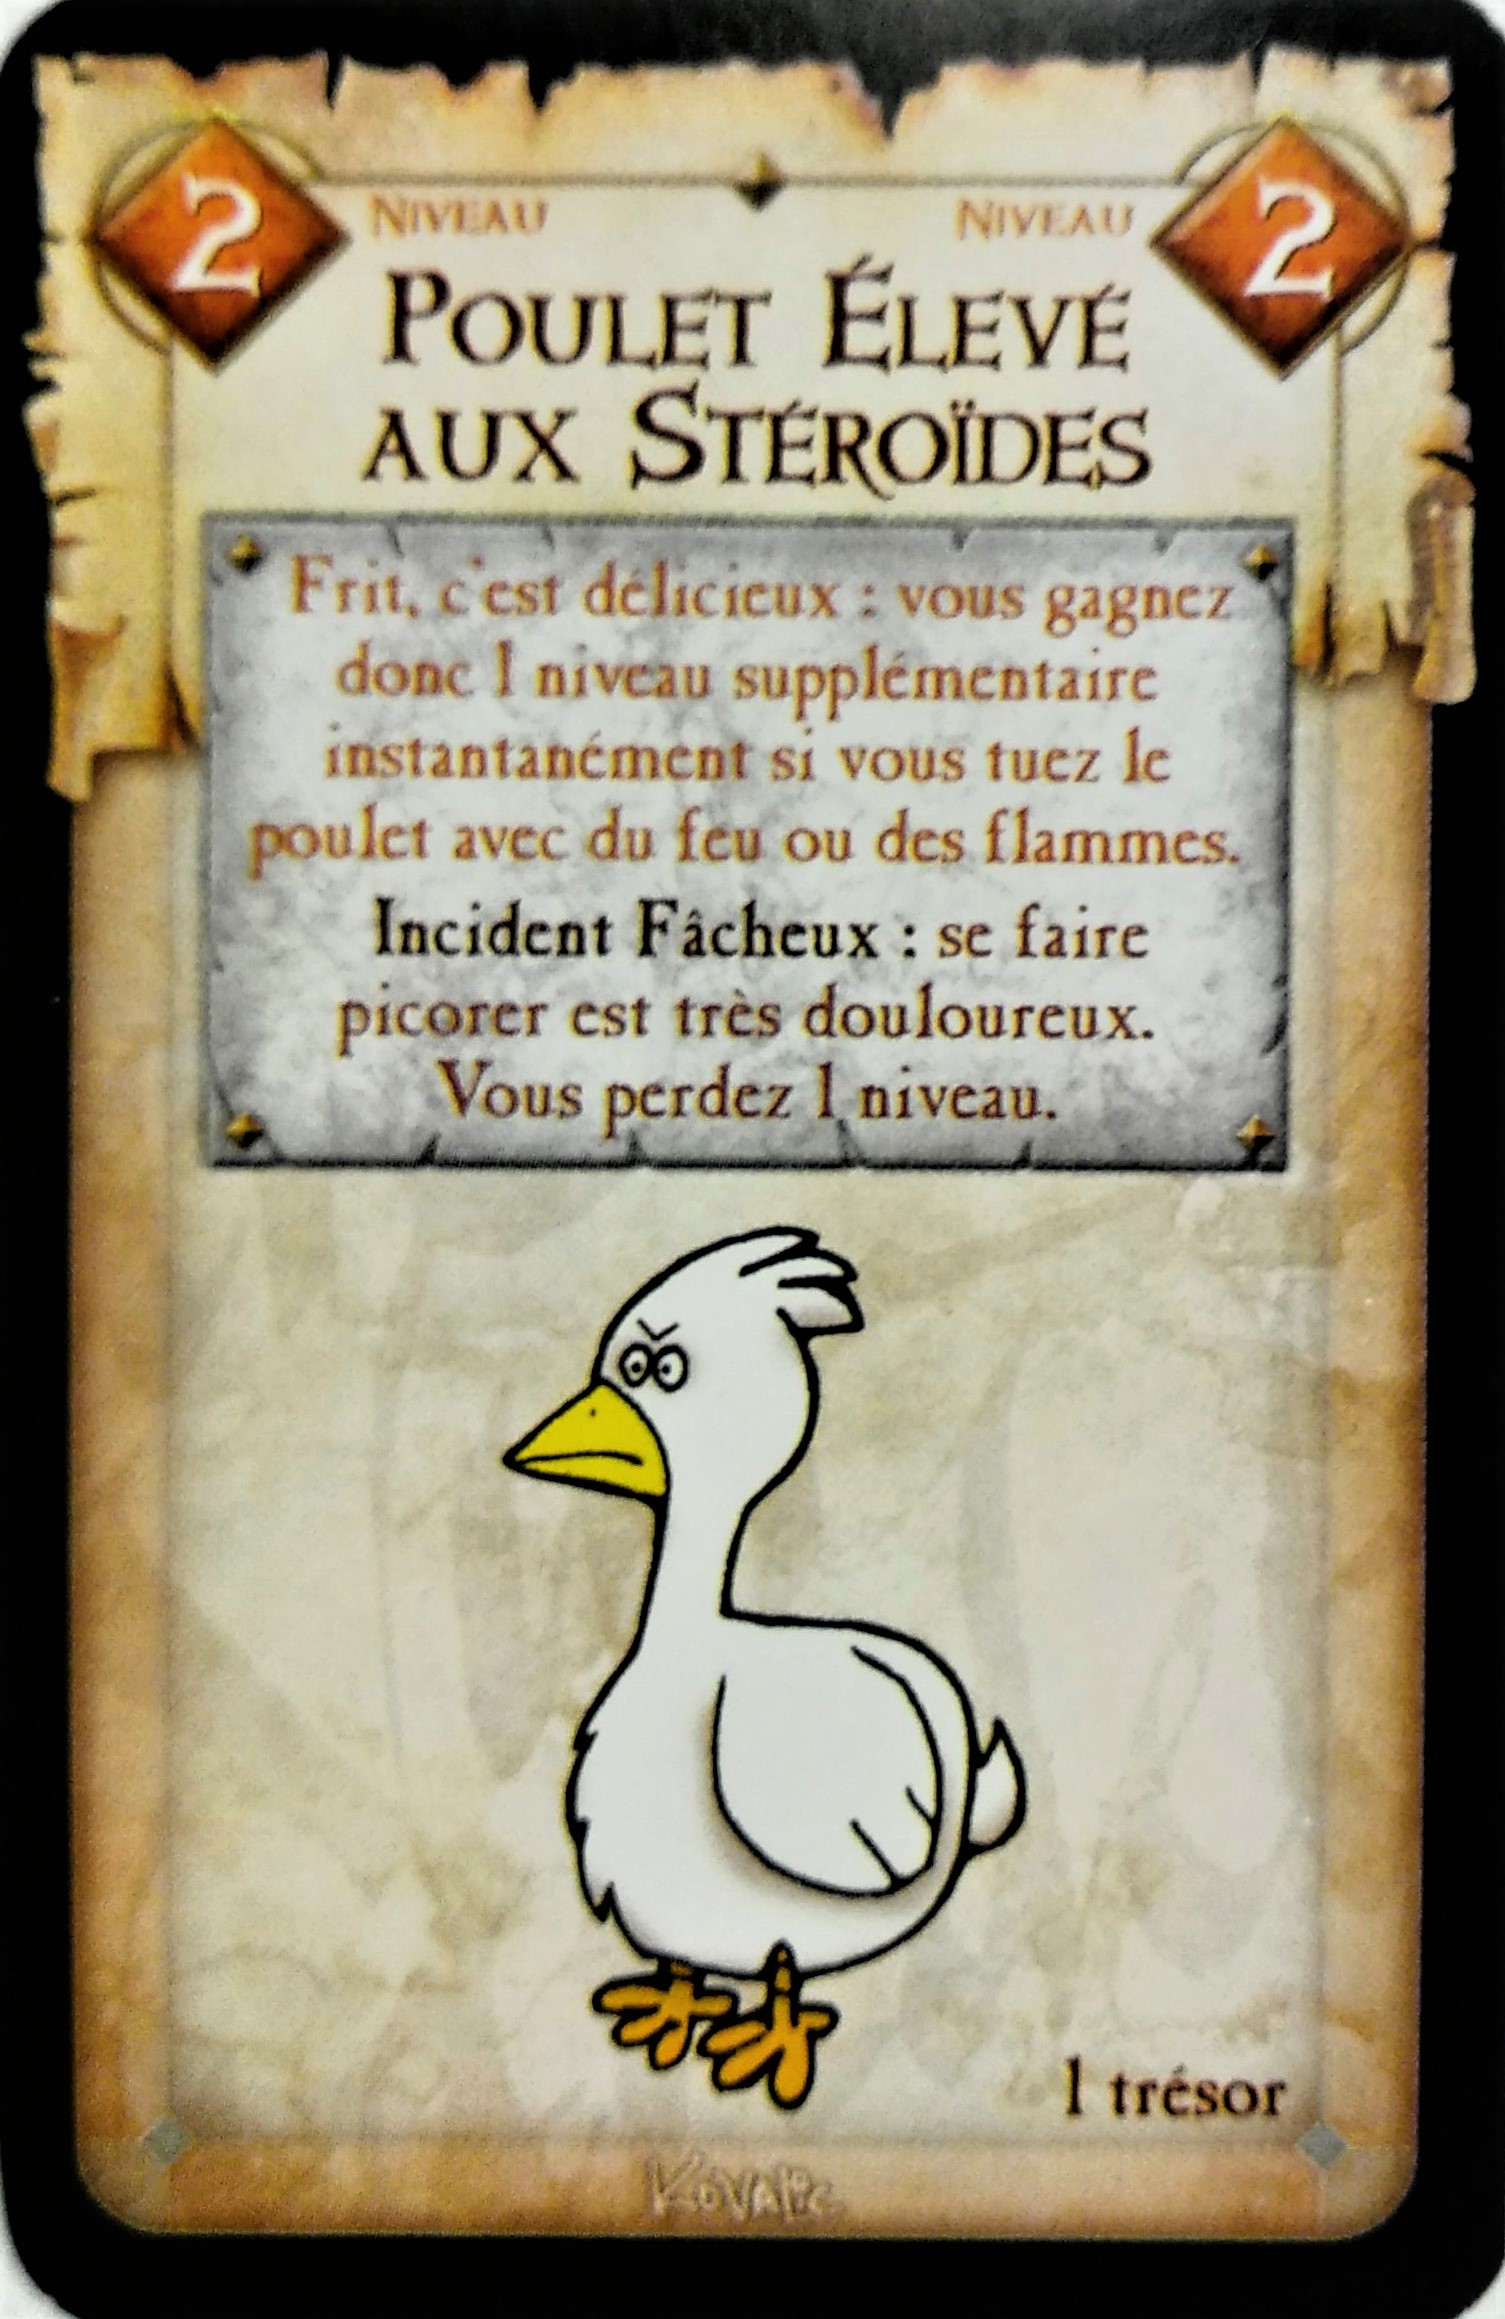 2 Niveau Niveau 2
Poulet Élevé
aux Stéroïdes
Frit, c'est délicieux : vous gagnez
donc 1 niveau supplémentaire
instantanément si vous tuez le
poulet avec du feu ou des flammes.
Incident Fâcheux : se faire
picorer est très douloureux.
Vous perdez 1 niveau.
1 trésor
Kovalic